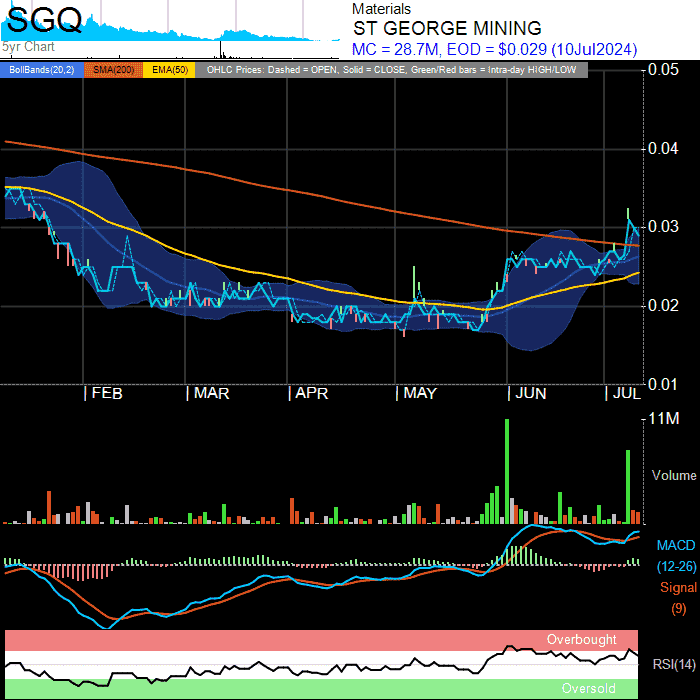 SGQ
5yr Chart
Materials
ST GEORGE MINING
MC = 28.7M, EOD = $0.029 (10Jul2024)
BollBands(20,2) SMA(200) EMA(50) OHLC Prices: Dashed = OPEN, Solid = CLOSE, Green/Red bars = Intra-day HIGH/LOW
0.05
0.04
0.03
0.02
0.01
| FEB | MAR | APR | MAY | JUN | JUL
11M
Volume
MACD
(12-26)
Signal
(9)
Overbought
RSI(14)
Oversold